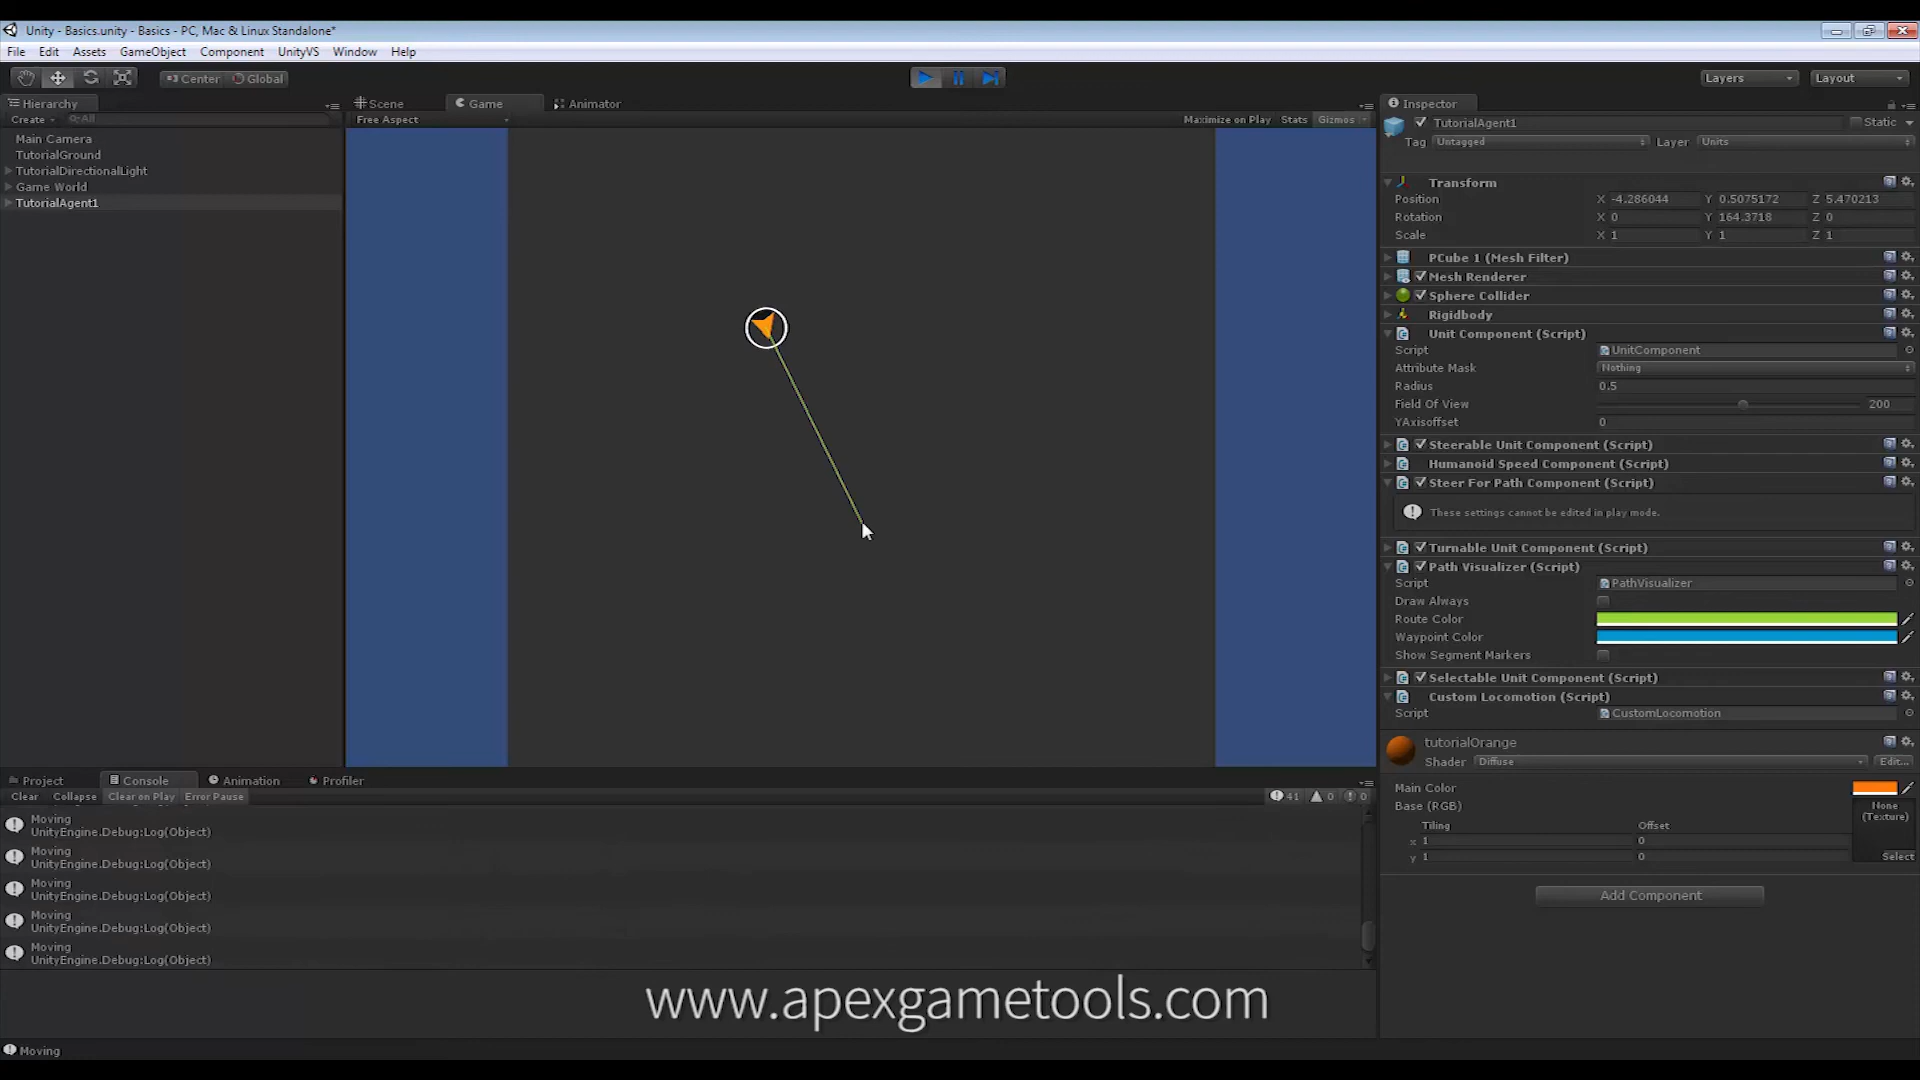 Unity - Basics.unity - Basics - PC, Mac & Linux Standalone*
File Edit Assets GameObject Component UnityVS Window Help
Center Global Layers Layout
Hierarchy
Create All
Main Camera
TutorialGround
TutorialDirectionalLight
Game World
TutorialAgent1
Scene Game Animator
Free Aspect Maximize on Play Stats Gizmos
Inspector
TutorialAgent1 Static
Tag Untagged Layer Units
Transform
Position X -4.286044 Y 0.5075172 Z 5.470213
Rotation X 0 Y 164.3718 Z 0
Scale X 1 Y 1 Z 1
PCube 1 (Mesh Filter)
Mesh Renderer
Sphere Collider
Rigidbody
Unit Component (Script)
Script UnitComponent
Attribute Mask Nothing
Radius 0.5
Field Of View 200
YAxisoffset 0
Steerable Unit Component (Script)
Humanoid Speed Component (Script)
Steer For Path Component (Script)
These settings cannot be edited in play mode.
Turnable Unit Component (Script)
Path Visualizer (Script)
Script PathVisualizer
Draw Always
Route Color
Waypoint Color
Show Segment Markers
Selectable Unit Component (Script)
Custom Locomotion (Script)
Script CustomLocomotion
tutorialOrange
Shader Diffuse Edit...
Main Color
Base (RGB) None
(Texture)
Tiling Offset
x 1 0
y 1 0
Select
Add Component
Project Console Animation Profiler
Clear Collapse Clear on Play Error Pause 41 0 0
Moving
UnityEngine.Debug:Log(Object)
Moving
UnityEngine.Debug:Log(Object)
Moving
UnityEngine.Debug:Log(Object)
Moving
UnityEngine.Debug:Log(Object)
Moving
UnityEngine.Debug:Log(Object)
www.apexgametools.com
Moving